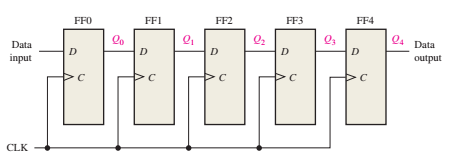 FF0 FF1 FF2 FF3 FF4
Data input
Q0 Q1 Q2 Q3 Q4
Data output
D D D D D
C C C C C
CLK